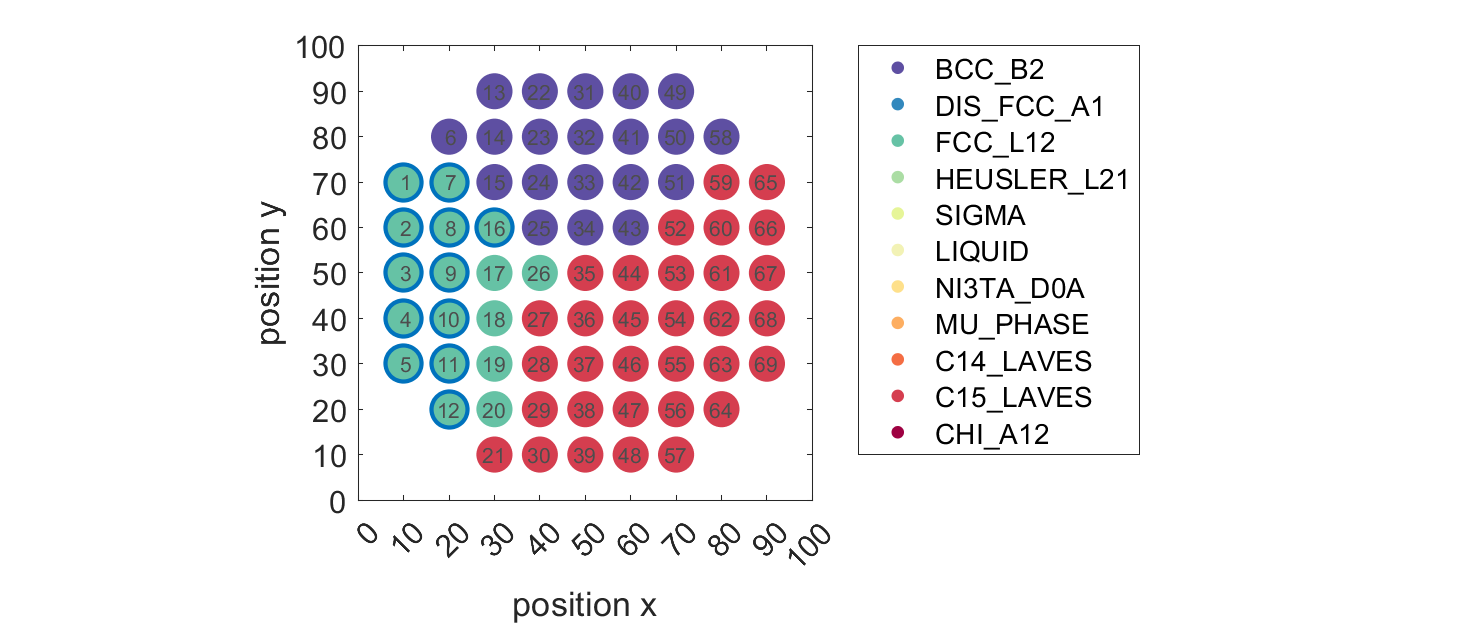 100
90
80
70
60
50
40
30
20
10
0
position y
13 22 31 40 49
6 14 23 32 41 50 58
1 7 15 24 33 42 51 59 65
2 8 16 25 34 43 52 60 66
3 9 17 26 35 44 53 61 67
4 10 18 27 36 45 54 62 68
5 11 19 28 37 46 55 63 69
12 20 29 38 47 56 64
21 30 39 48 57
0 10 20 30 40 50 60 70 80 90 100
position x
BCC_B2
DIS_FCC_A1
FCC_L12
HEUSLER_L21
SIGMA
LIQUID
NI3TA_D0A
MU_PHASE
C14_LAVES
C15_LAVES
CHI_A12